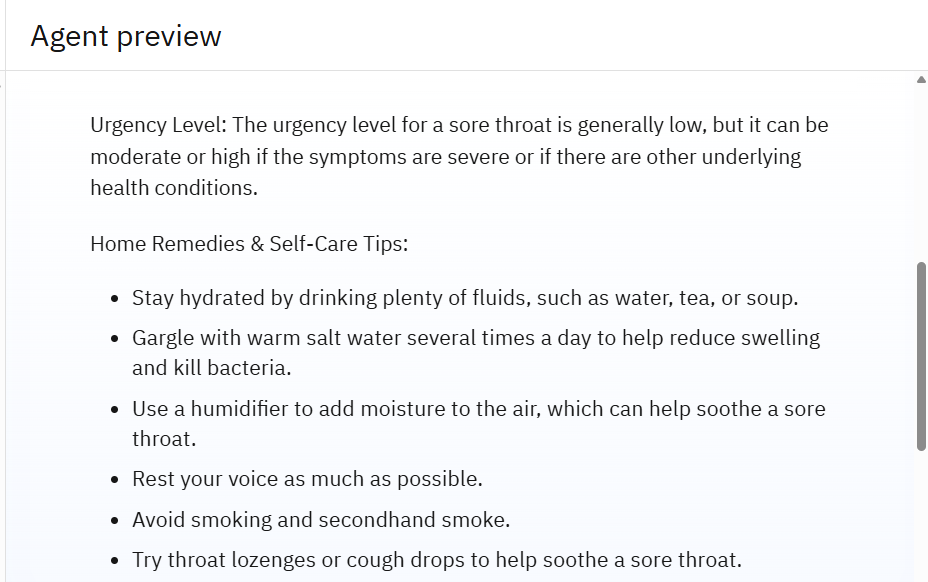 Agent preview
Urgency Level: The urgency level for a sore throat is generally low, but it can be
moderate or high if the symptoms are severe or if there are other underlying
health conditions.
Home Remedies & Self-Care Tips:
• Stay hydrated by drinking plenty of fluids, such as water, tea, or soup.
• Gargle with warm salt water several times a day to help reduce swelling
and kill bacteria.
• Use a humidifier to add moisture to the air, which can help soothe a sore
throat.
• Rest your voice as much as possible.
• Avoid smoking and secondhand smoke.
• Try throat lozenges or cough drops to help soothe a sore throat.